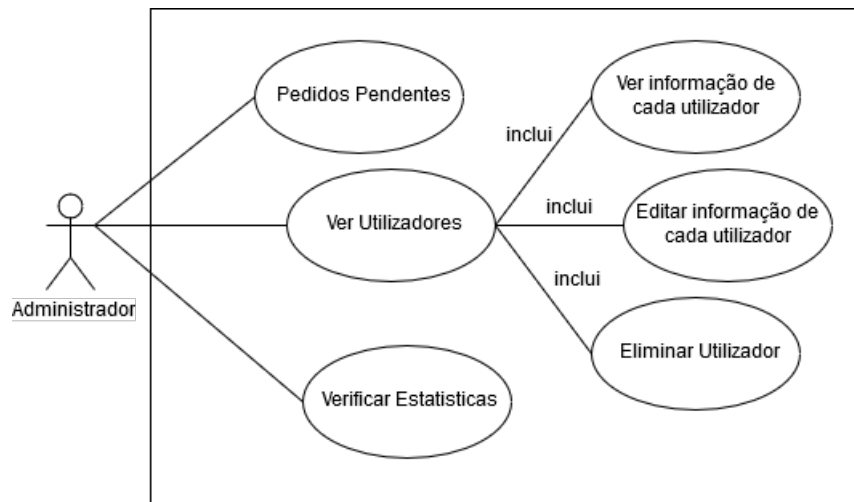 Pedidos Pendentes
Ver informação de
cada utilizador
inclui
Ver Utilizadores
inclui
Editar informação de
cada utilizador
inclui
Administrador
Eliminar Utilizador
Verificar Estatisticas